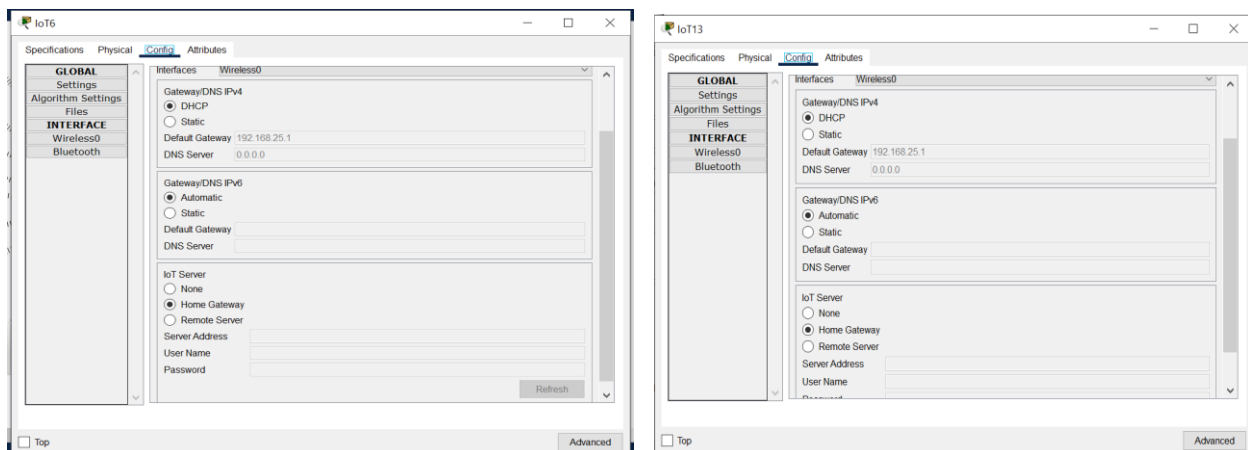 IoT6
Specifications Physical Config Attributes
GLOBAL
Settings
Algorithm Settings
Files
INTERFACE
Wireless0
Bluetooth
Interfaces Wireless0
Gateway/DNS IPv4
DHCP
Static
Default Gateway 192.168.25.1
DNS Server 0.0.0.0
Gateway/DNS IPv6
Automatic
Static
Default Gateway
DNS Server
IoT Server
None
Home Gateway
Remote Server
Server Address
User Name
Password
Refresh
Top
Advanced
IoT13
Specifications Physical Config Attributes
GLOBAL
Settings
Algorithm Settings
Files
INTERFACE
Wireless0
Bluetooth
Interfaces Wireless0
Gateway/DNS IPv4
DHCP
Static
Default Gateway 192.168.25.1
DNS Server 0.0.0.0
Gateway/DNS IPv6
Automatic
Static
Default Gateway
DNS Server
IoT Server
None
Home Gateway
Remote Server
Server Address
User Name
Top
Advanced